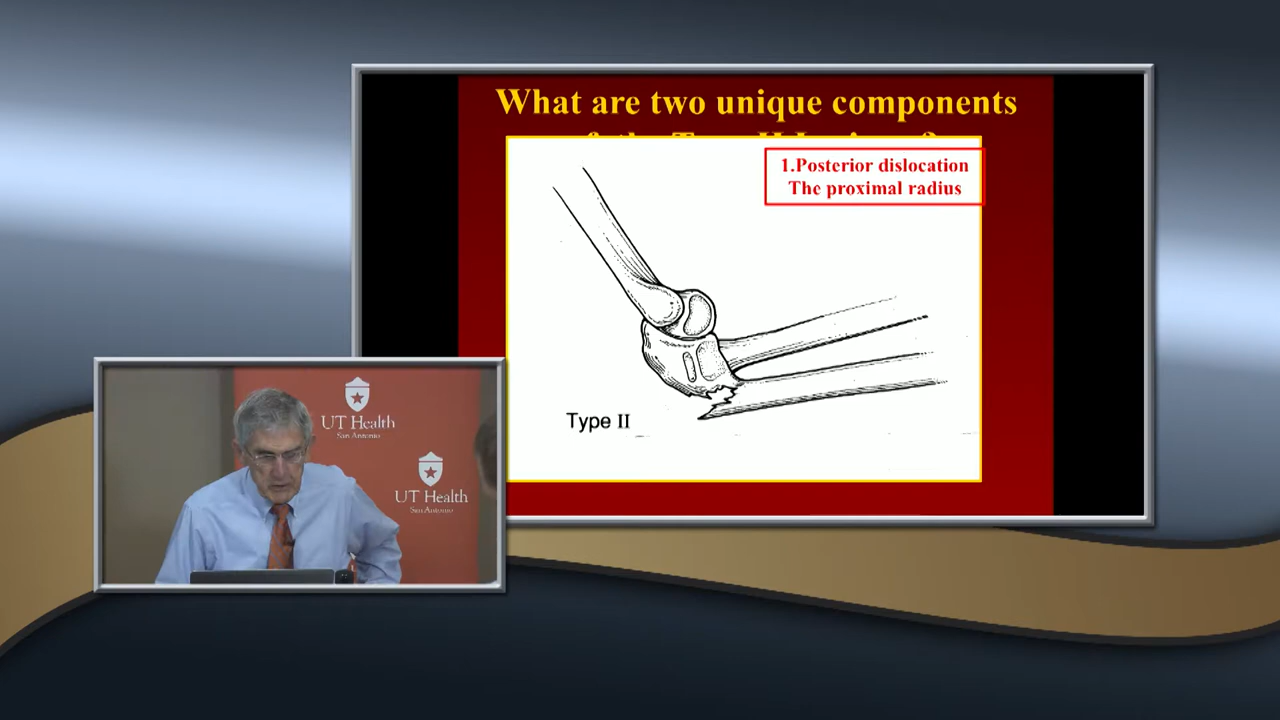 What are two unique components
1.Posterior dislocation
The proximal radius
Type II
UT Health
San Antonio
UT Health
San Antonio